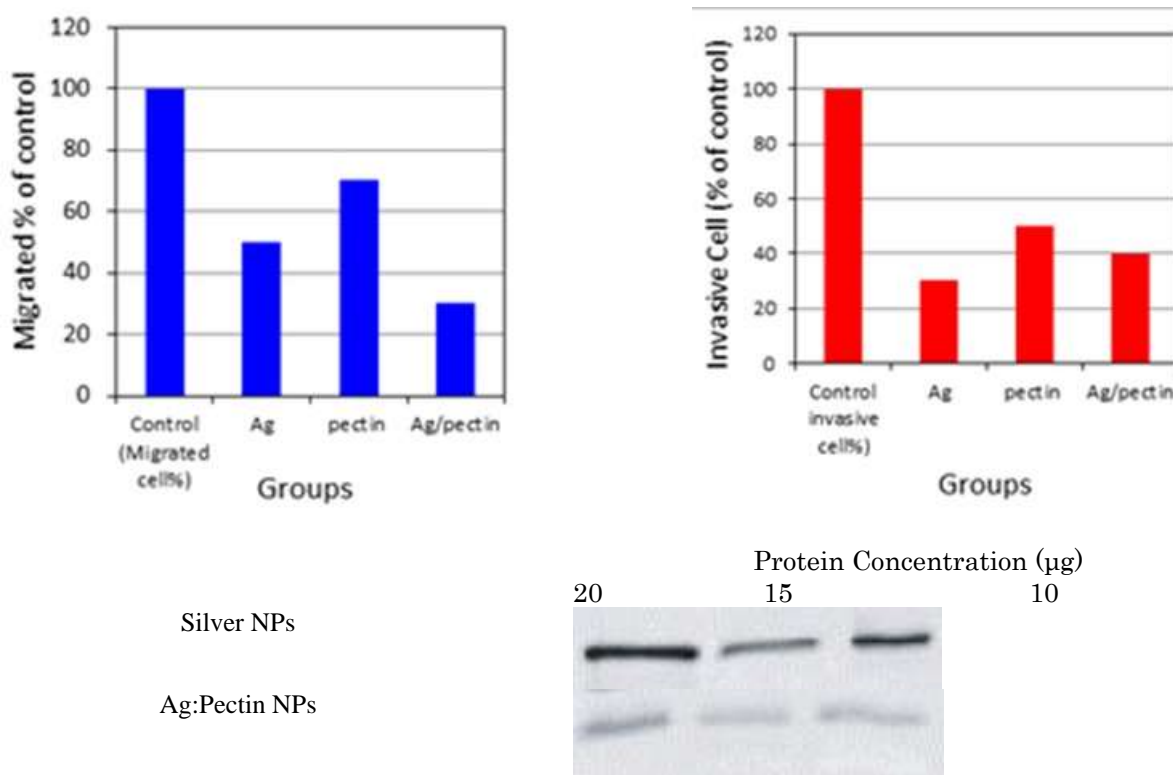 120
100
80
60
40
20
0
Migrated % of control
Control
(Migrated
cell%)
Ag
pectin
Ag/pectin
Groups
120
100
80
60
40
20
0
Invasive Cell (% of control)
Control
invasive
cell%)
Ag
pectin
Ag/pectin
Groups
Protein Concentration (µg)
20 15 10
Silver NPs
Ag:Pectin NPs